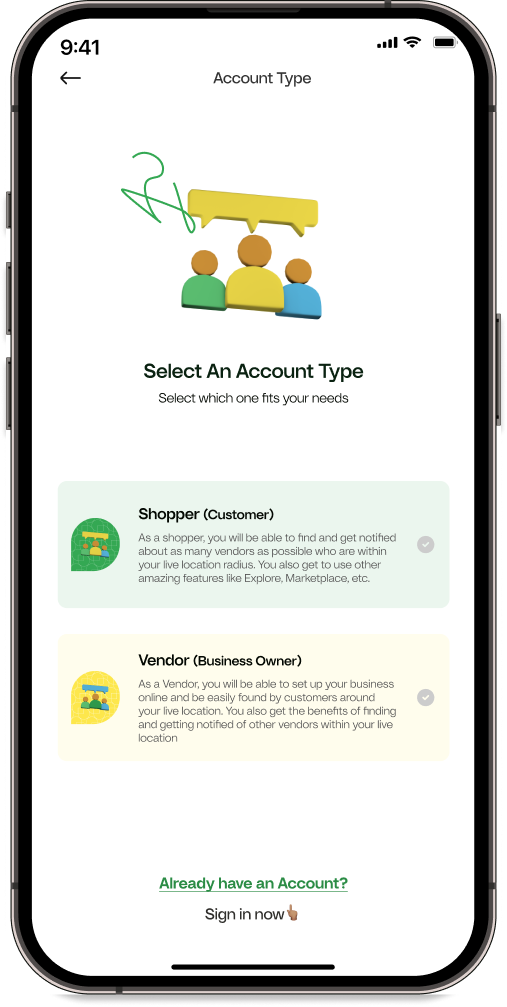 9:41
Account Type
Select An Account Type
Select which one fits your needs
Shopper (Customer)
As a shopper, you will be able to find and get notified
about as many vendors as possible who are within
your live location radius. You also get to use other
amazing features like Explore, Marketplace, etc.
Vendor (Business Owner)
As a Vendor, you will be able to set up your business
online and be easily found by customers around
your live location. You also get the benefits of finding
and getting notified of other vendors within your live
location
Already have an Account?
Sign in now👆🏽